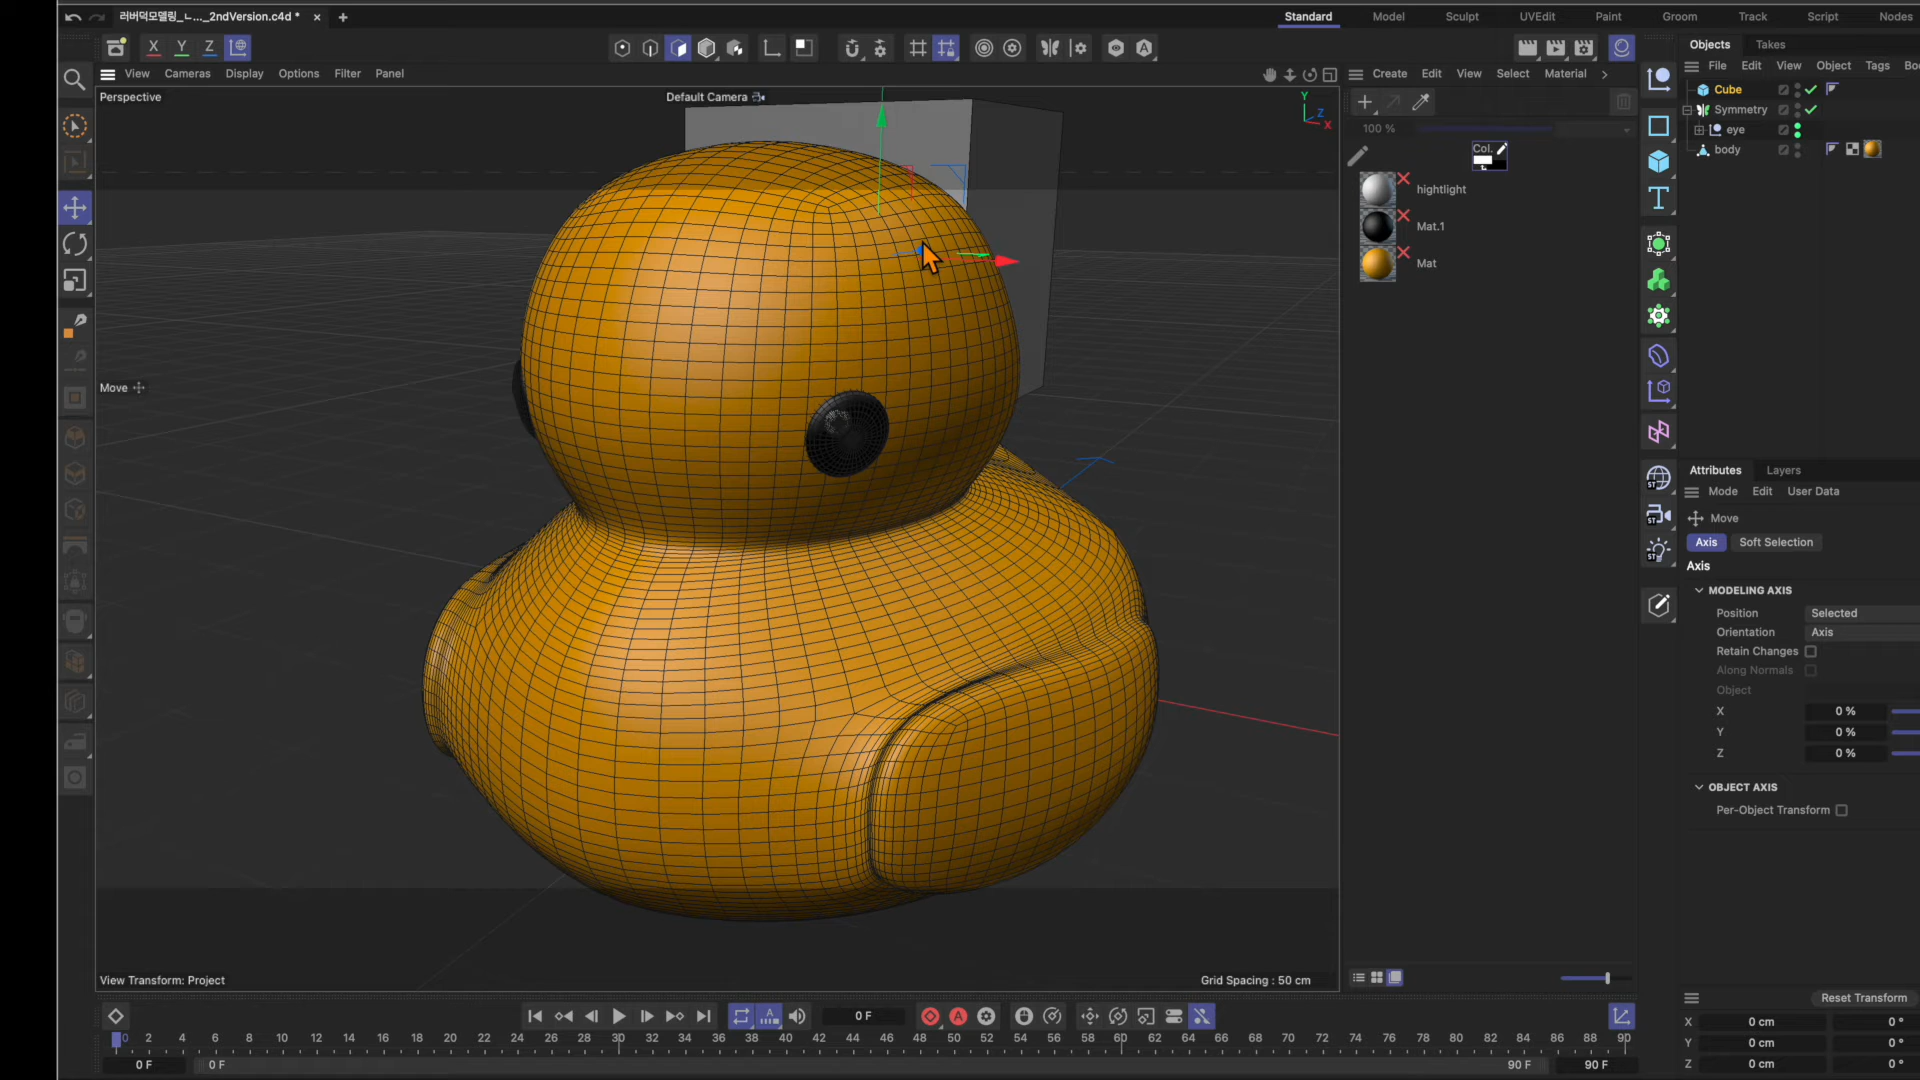 러버덕모델링_ㄴ..._2ndVersion.c4d *
Standard
Model
Sculpt
UVEdit
Paint
Groom
Track
Script
Nodes
X
Y
Z
Objects
Takes
View
Cameras
Display
Options
Filter
Panel
Create
Edit
View
Select
Material
File
Edit
View
Object
Tags
Boo
Perspective
Default Camera
Y
Z
X
100 %
Col.
hightlight
Mat.1
Mat
Cube
Symmetry
eye
body
Move
Attributes
Layers
Mode
Edit
User Data
Move
Axis
Soft Selection
Axis
MODELING AXIS
Position
Selected
Orientation
Axis
Retain Changes
Along Normals
Object
X
0 %
Y
0 %
Z
0 %
OBJECT AXIS
Per-Object Transform
ST
ST
ST
View Transform: Project
Grid Spacing : 50 cm
Reset Transform
0 F
X
0 cm
0 °
Y
0 cm
0 °
Z
0 cm
0 °
0 2 4 6 8 10 12 14 16 18 20 22 24 26 28 30 32 34 36 38 40 42 44 46 48 50 52 54 56 58 60 62 64 66 68 70 72 74 76 78 80 82 84 86 88 90
0 F
0 F
90 F
90 F